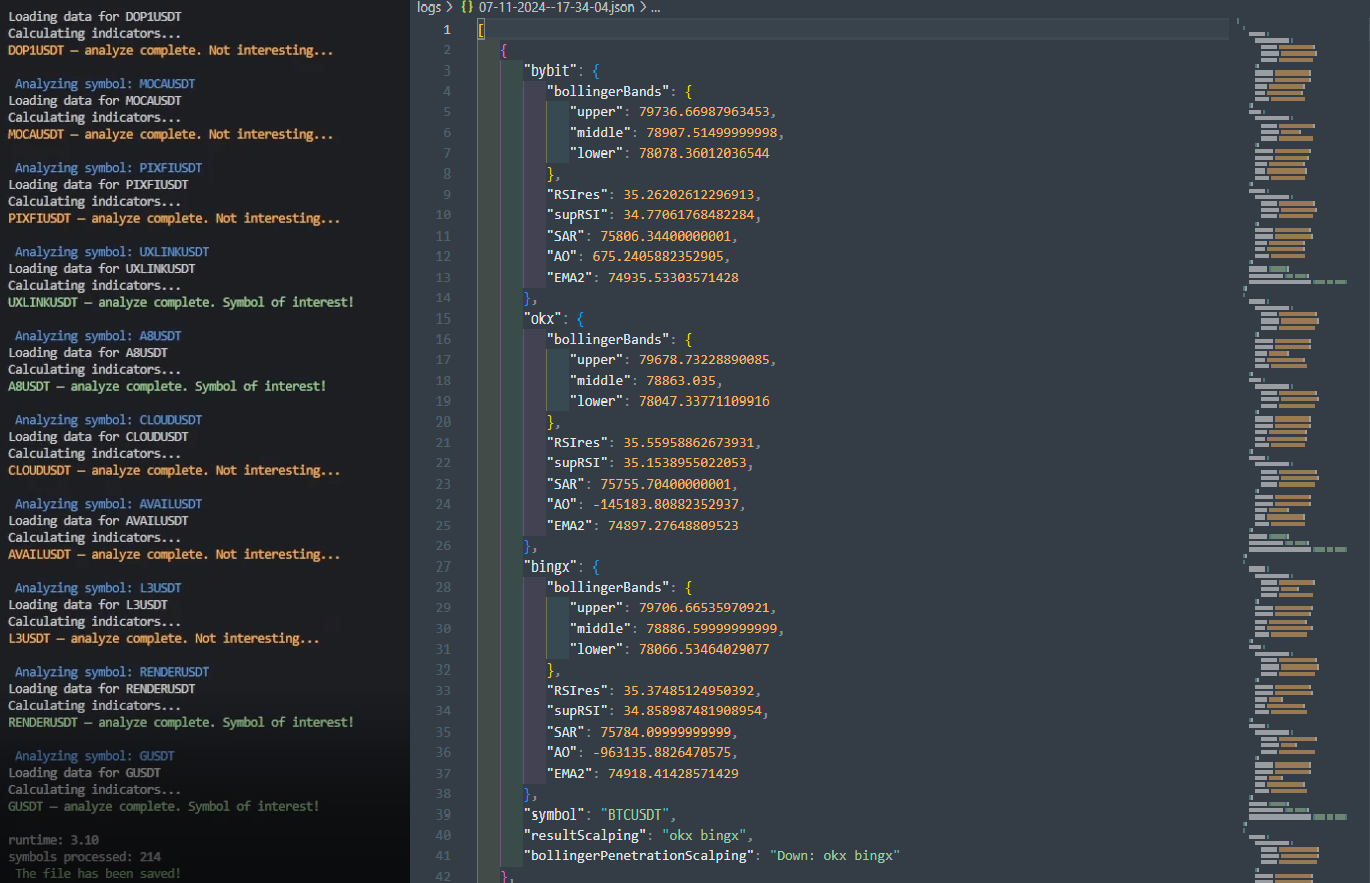 Loading data for DOP1USDT
Calculating indicators...
DOP1USDT — analyze complete. Not interesting...
Analyzing symbol: MOCAUSDT
Loading data for MOCAUSDT
Calculating indicators...
MOCAUSDT — analyze complete. Not interesting...
Analyzing symbol: PIXFIUSDT
Loading data for PIXFIUSDT
Calculating indicators...
PIXFIUSDT — analyze complete. Not interesting...
Analyzing symbol: UXLINKUSDT
Loading data for UXLINKUSDT
Calculating indicators...
UXLINKUSDT — analyze complete. Symbol of interest!
Analyzing symbol: A8USDT
Loading data for A8USDT
Calculating indicators...
A8USDT — analyze complete. Symbol of interest!
Analyzing symbol: CLOUDUSDT
Loading data for CLOUDUSDT
Calculating indicators...
CLOUDUSDT — analyze complete. Not interesting...
Analyzing symbol: AVAILUSDT
Loading data for AVAILUSDT
Calculating indicators...
AVAILUSDT — analyze complete. Not interesting...
Analyzing symbol: L3USDT
Loading data for L3USDT
Calculating indicators...
L3USDT — analyze complete. Not interesting...
Analyzing symbol: RENDERUSDT
Loading data for RENDERUSDT
Calculating indicators...
RENDERUSDT — analyze complete. Symbol of interest!
Analyzing symbol: GUSDT
Loading data for GUSDT
Calculating indicators...
GUSDT — analyze complete. Symbol of interest!
runtime: 3.10
symbols processed: 214
The file has been saved!
logs > {} 07-11-2024--17-34-04.json > ...
1 [
2 {
3 "bybit": {
4 "bollingerBands": {
5 "upper": 79736.66987963453,
6 "middle": 78907.51499999998,
7 "lower": 78078.36012036544
8 },
9 "RSIres": 35.26202612296913,
10 "supRSI": 34.77061768482284,
11 "SAR": 75806.34400000001,
12 "AO": 675.2405882352905,
13 "EMA2": 74935.53303571428
14 },
15 "okx": {
16 "bollingerBands": {
17 "upper": 79678.73228890085,
18 "middle": 78863.035,
19 "lower": 78047.33771109916
20 },
21 "RSIres": 35.55958862673931,
22 "supRSI": 35.1538955022053,
23 "SAR": 75755.70400000001,
24 "AO": -145183.80882352937,
25 "EMA2": 74897.27648809523
26 },
27 "bingx": {
28 "bollingerBands": {
29 "upper": 79706.66535970921,
30 "middle": 78886.59999999999,
31 "lower": 78066.53464029077
32 },
33 "RSIres": 35.37485124950392,
34 "supRSI": 34.858987481908954,
35 "SAR": 75784.09999999999,
36 "AO": -963135.8826470575,
37 "EMA2": 74918.41428571429
38 },
39 "symbol": "BTCUSDT",
40 "resultScalping": "okx bingx",
41 "bollingerPenetrationScalping": "Down: okx bingx"
42 },